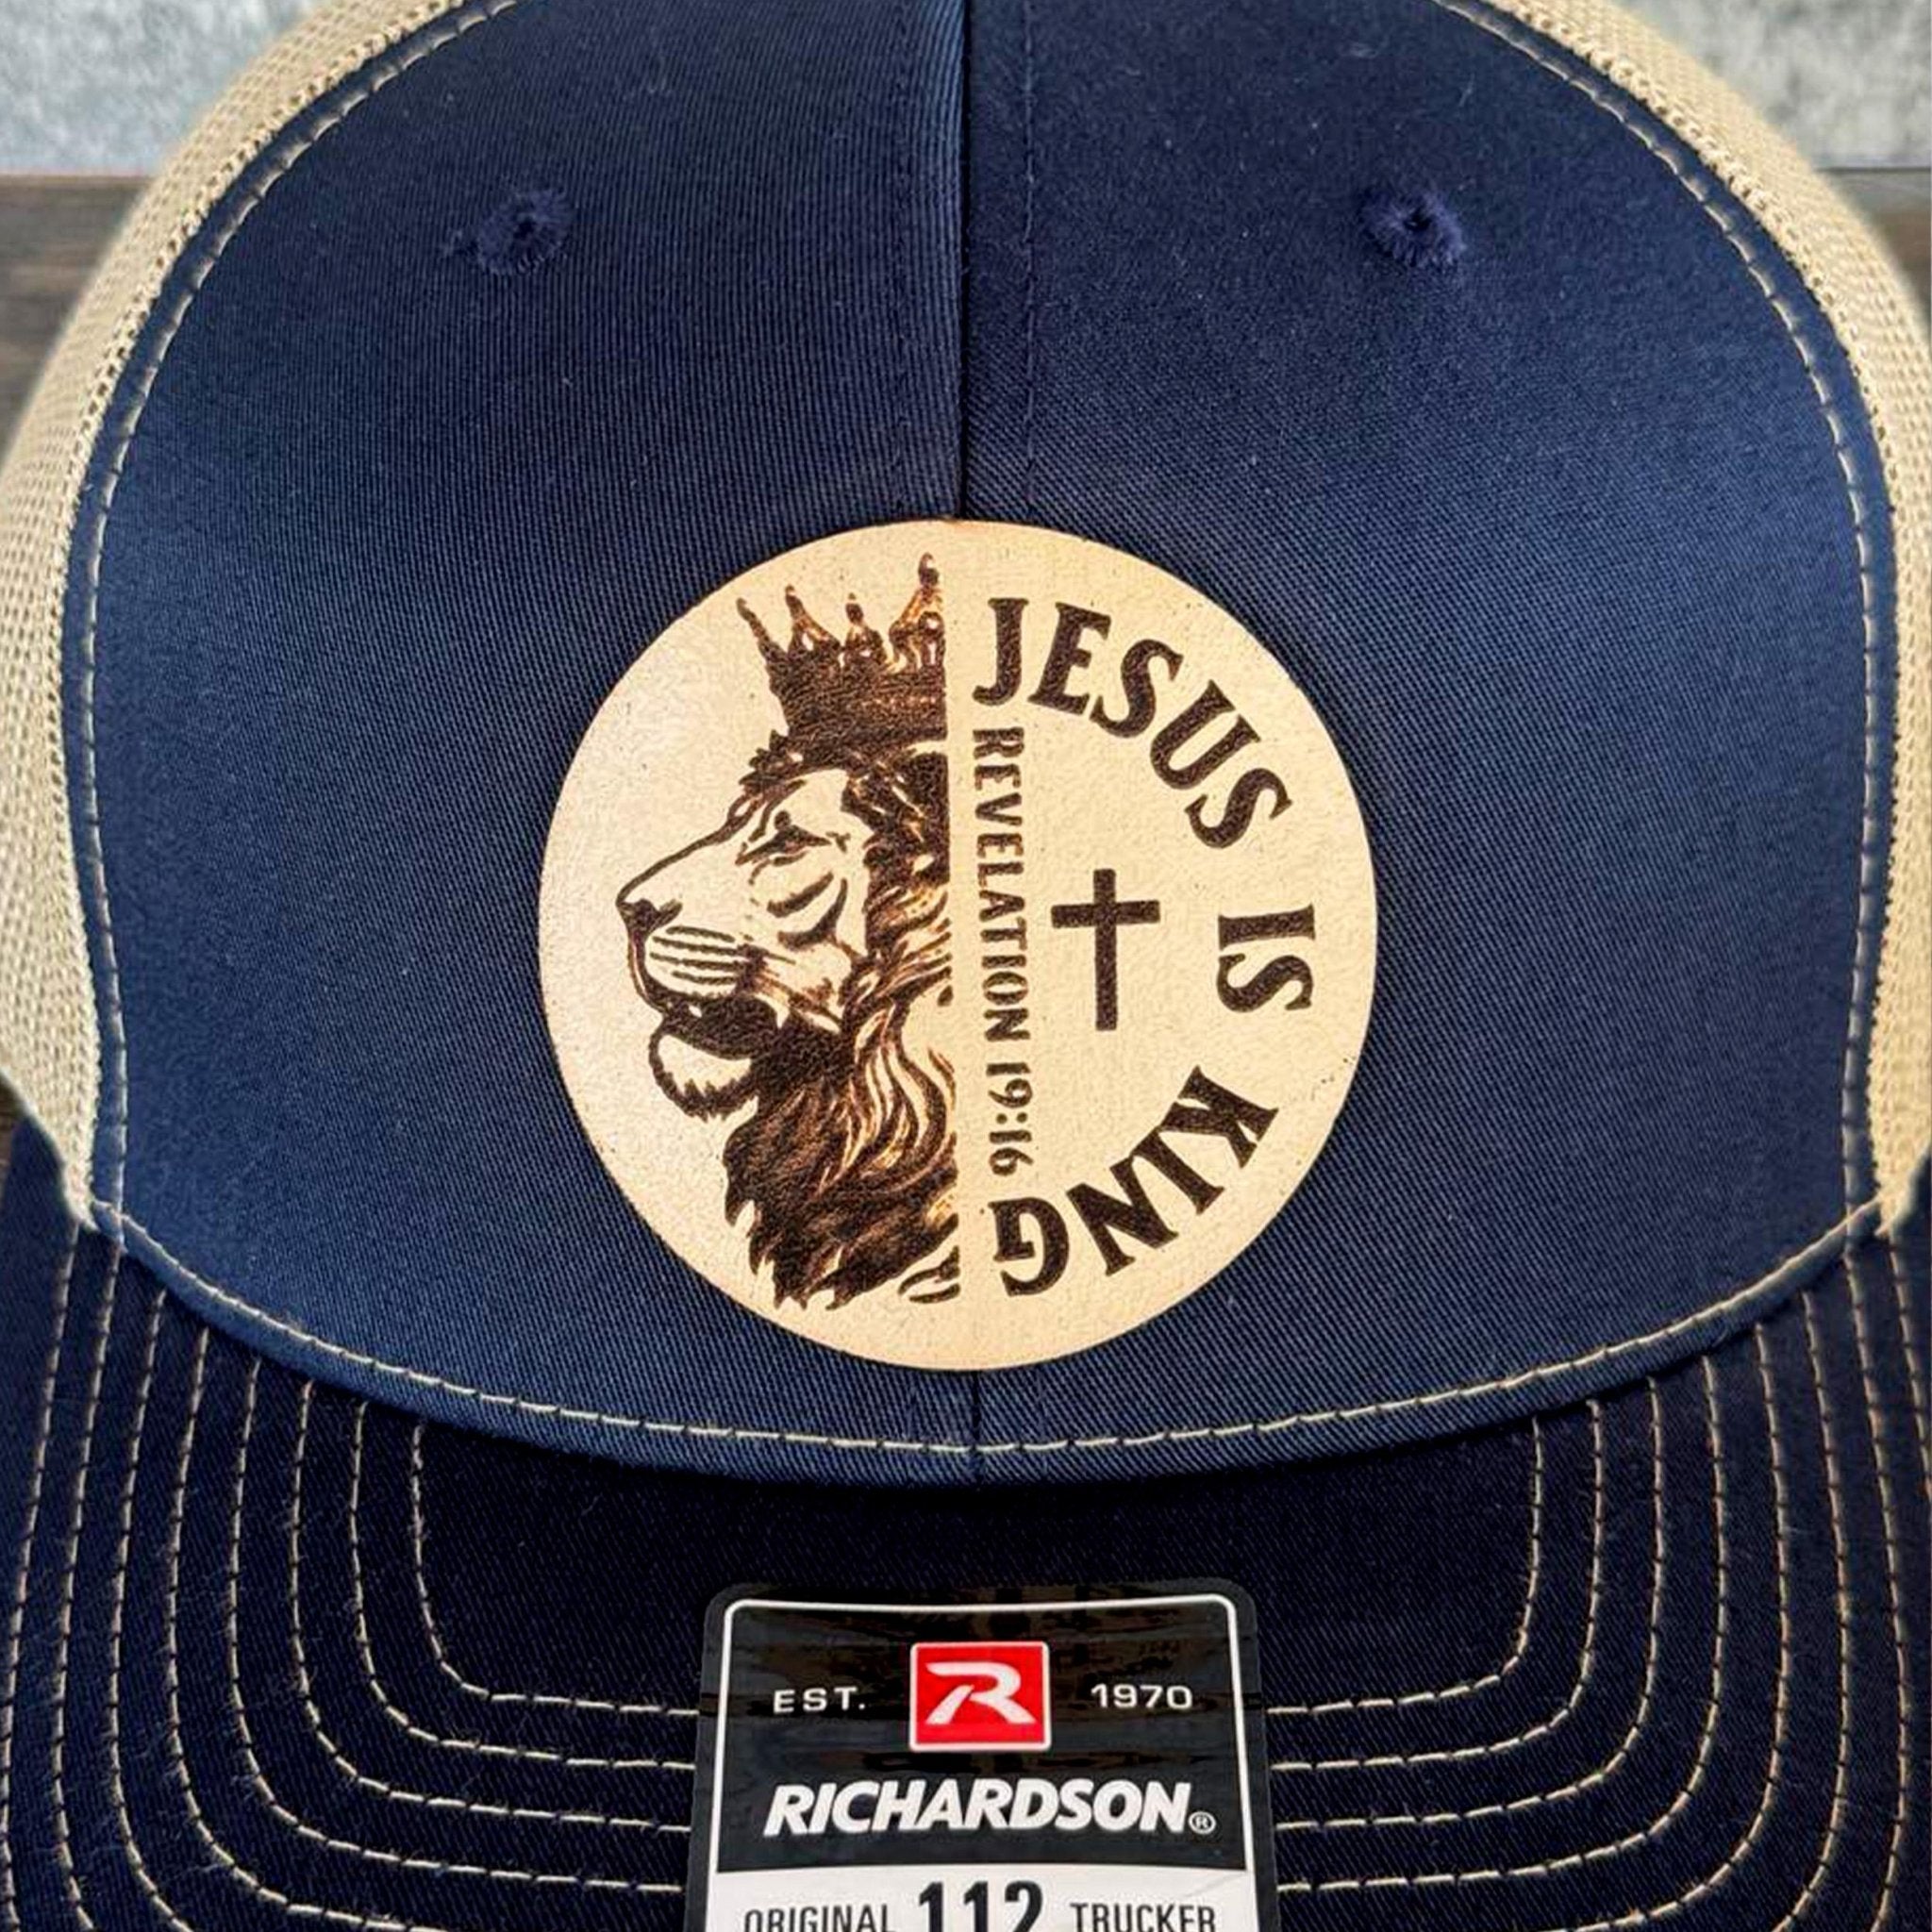 JESUS IS KING
REVELATION 19:16
EST. R 1970
RICHARDSON®
ORIGINAL 112 TRUCKER